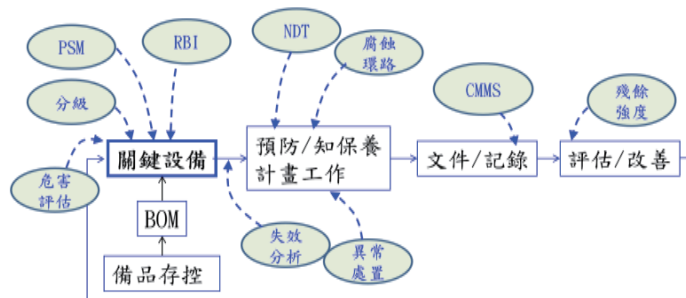 PSM
RBI
NDT
腐蝕
環路
分級
CMMS
殘餘
強度
危害
評估
關鍵設備
預防/知保養
計畫工作
文件/記錄
評估/改善
BOM
備品存控
失效
分析
異常
處置